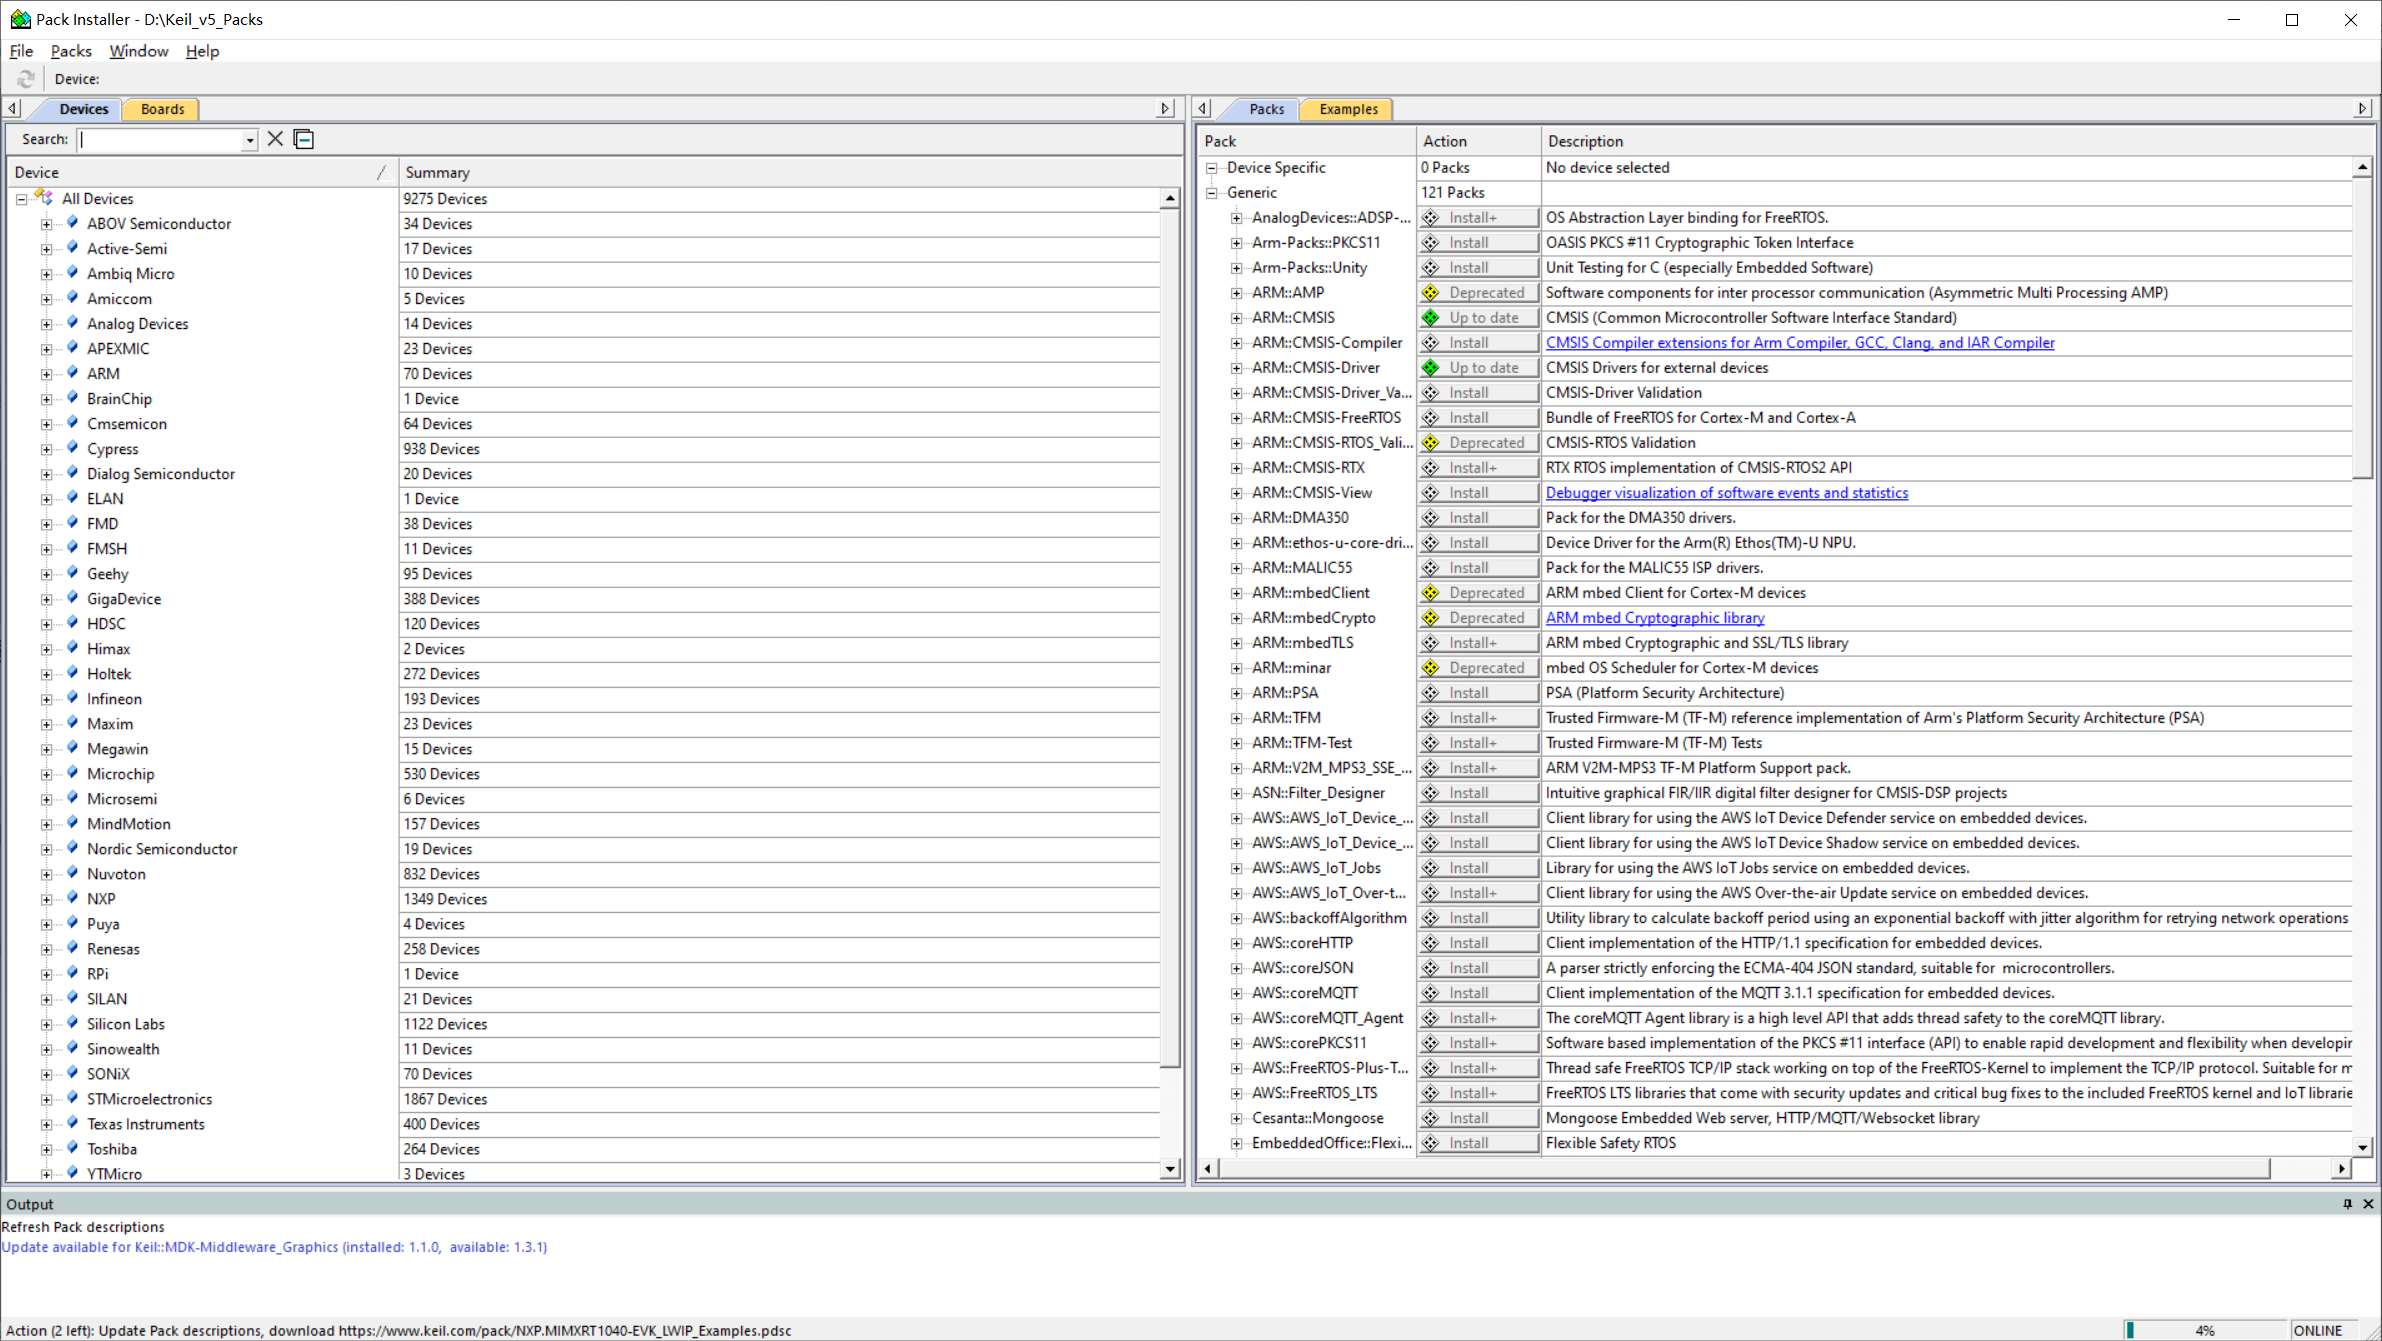 Pack Installer - D:\Keil_v5_Packs
File Packs Window Help
Device:
Devices Boards
Search:
Device Summary
All Devices 9275 Devices
ABOV Semiconductor 34 Devices
Active-Semi 17 Devices
Ambiq Micro 10 Devices
Amiccom 5 Devices
Analog Devices 14 Devices
APEXMIC 23 Devices
ARM 70 Devices
BrainChip 1 Device
Cmsemicon 64 Devices
Cypress 938 Devices
Dialog Semiconductor 20 Devices
ELAN 1 Device
FMD 38 Devices
FMSH 11 Devices
Geehy 95 Devices
GigaDevice 388 Devices
HDSC 120 Devices
Himax 2 Devices
Holtek 272 Devices
Infineon 193 Devices
Maxim 23 Devices
Megawin 15 Devices
Microchip 530 Devices
Microsemi 6 Devices
MindMotion 157 Devices
Nordic Semiconductor 19 Devices
Nuvoton 832 Devices
NXP 1349 Devices
Puya 4 Devices
Renesas 258 Devices
RPi 1 Device
SILAN 21 Devices
Silicon Labs 1122 Devices
Sinowealth 11 Devices
SONiX 70 Devices
STMicroelectronics 1867 Devices
Texas Instruments 400 Devices
Toshiba 264 Devices
YTMicro 3 Devices
Packs Examples
Pack Action Description
Device Specific 0 Packs No device selected
Generic 121 Packs
AnalogDevices::ADSP-... Install+ OS Abstraction Layer binding for FreeRTOS.
Arm-Packs::PKCS11 Install OASIS PKCS #11 Cryptographic Token Interface
Arm-Packs::Unity Install Unit Testing for C (especially Embedded Software)
ARM::AMP Deprecated Software components for inter processor communication (Asymmetric Multi Processing AMP)
ARM::CMSIS Up to date CMSIS (Common Microcontroller Software Interface Standard)
ARM::CMSIS-Compiler Install CMSIS Compiler extensions for Arm Compiler, GCC, Clang, and IAR Compiler
ARM::CMSIS-Driver Up to date CMSIS Drivers for external devices
ARM::CMSIS-Driver_Va... Install CMSIS-Driver Validation
ARM::CMSIS-FreeRTOS Install Bundle of FreeRTOS for Cortex-M and Cortex-A
ARM::CMSIS-RTOS_Vali... Deprecated CMSIS-RTOS Validation
ARM::CMSIS-RTX Install+ RTX RTOS implementation of CMSIS-RTOS2 API
ARM::CMSIS-View Install Debugger visualization of software events and statistics
ARM::DMA350 Install Pack for the DMA350 drivers.
ARM::ethos-u-core-dri... Install Device Driver for the Arm(R) Ethos(TM)-U NPU.
ARM::MALIC55 Install Pack for the MALIC55 ISP drivers.
ARM::mbedClient Deprecated ARM mbed Client for Cortex-M devices
ARM::mbedCrypto Deprecated ARM mbed Cryptographic library
ARM::mbedTLS Install+ ARM mbed Cryptographic and SSL/TLS library
ARM::minar Deprecated mbed OS Scheduler for Cortex-M devices
ARM::PSA Install PSA (Platform Security Architecture)
ARM::TFM Install+ Trusted Firmware-M (TF-M) reference implementation of Arm's Platform Security Architecture (PSA)
ARM::TFM-Test Install+ Trusted Firmware-M (TF-M) Tests
ARM::V2M_MPS3_SSE_... Install+ ARM V2M-MPS3 TF-M Platform Support pack.
ASN::Filter_Designer Install Intuitive graphical FIR/IIR digital filter designer for CMSIS-DSP projects
AWS::AWS_IoT_Device_... Install Client library for using the AWS IoT Device Defender service on embedded devices.
AWS::AWS_IoT_Device_... Install Client library for using the AWS IoT Device Shadow service on embedded devices.
AWS::AWS_IoT_Jobs Install Library for using the AWS IoT Jobs service on embedded devices.
AWS::AWS_IoT_Over-t... Install+ Client library for using the AWS Over-the-air Update service on embedded devices.
AWS::backoffAlgorithm Install Utility library to calculate backoff period using an exponential backoff with jitter algorithm for retrying network operations
AWS::coreHTTP Install Client implementation of the HTTP/1.1 specification for embedded devices.
AWS::coreJSON Install A parser strictly enforcing the ECMA-404 JSON standard, suitable for microcontrollers.
AWS::coreMQTT Install Client implementation of the MQTT 3.1.1 specification for embedded devices.
AWS::coreMQTT_Agent Install+ The coreMQTT Agent library is a high level API that adds thread safety to the coreMQTT library.
AWS::corePKCS11 Install+ Software based implementation of the PKCS #11 interface (API) to enable rapid development and flexibility when developin
AWS::FreeRTOS-Plus-T... Install+ Thread safe FreeRTOS TCP/IP stack working on top of the FreeRTOS-Kernel to implement the TCP/IP protocol. Suitable for m
AWS::FreeRTOS_LTS Install+ FreeRTOS LTS libraries that come with security updates and critical bug fixes to the included FreeRTOS kernel and IoT librarie
Cesanta::Mongoose Install Mongoose Embedded Web server, HTTP/MQTT/Websocket library
EmbeddedOffice::Flexi... Install Flexible Safety RTOS
Output
Refresh Pack descriptions
Update available for Keil::MDK-Middleware_Graphics (installed: 1.1.0, available: 1.3.1)
Action (2 left): Update Pack descriptions, download https://www.keil.com/pack/NXP.MIMXRT1040-EVK_LWIP_Examples.pdsc 4% ONLINE